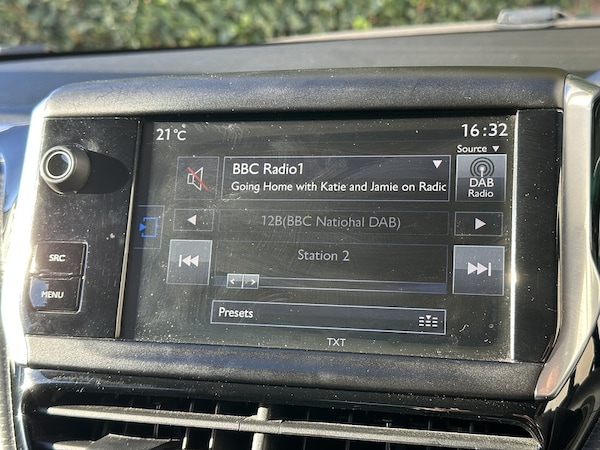 21°C
16:32
Source ▼
BBC Radio1
Going Home with Katie and Jamie on Radic
DAB
Radio
12B(BBC National DAB)
Station 2
SRC
MENU
Presets
TXT